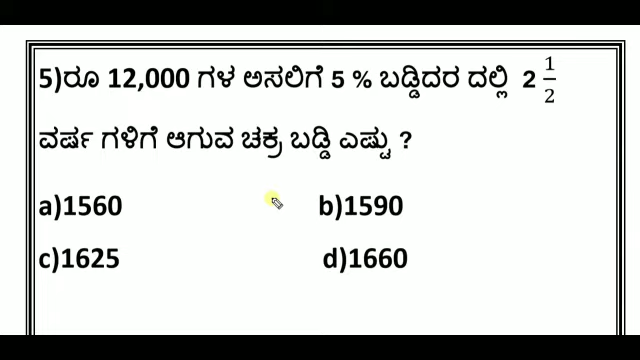 5)ರೂ 12,000 ಗಳ ಅಸಲಿಗೆ 5 % ಬಡ್ಡಿದರ ದಲ್ಲಿ 2 1/2
ವರ್ಷ ಗಳಿಗೆ ಆಗುವ ಚಕ್ರ ಬಡ್ಡಿ ಎಷ್ಟು ?
a)1560 b)1590
c)1625 d)1660